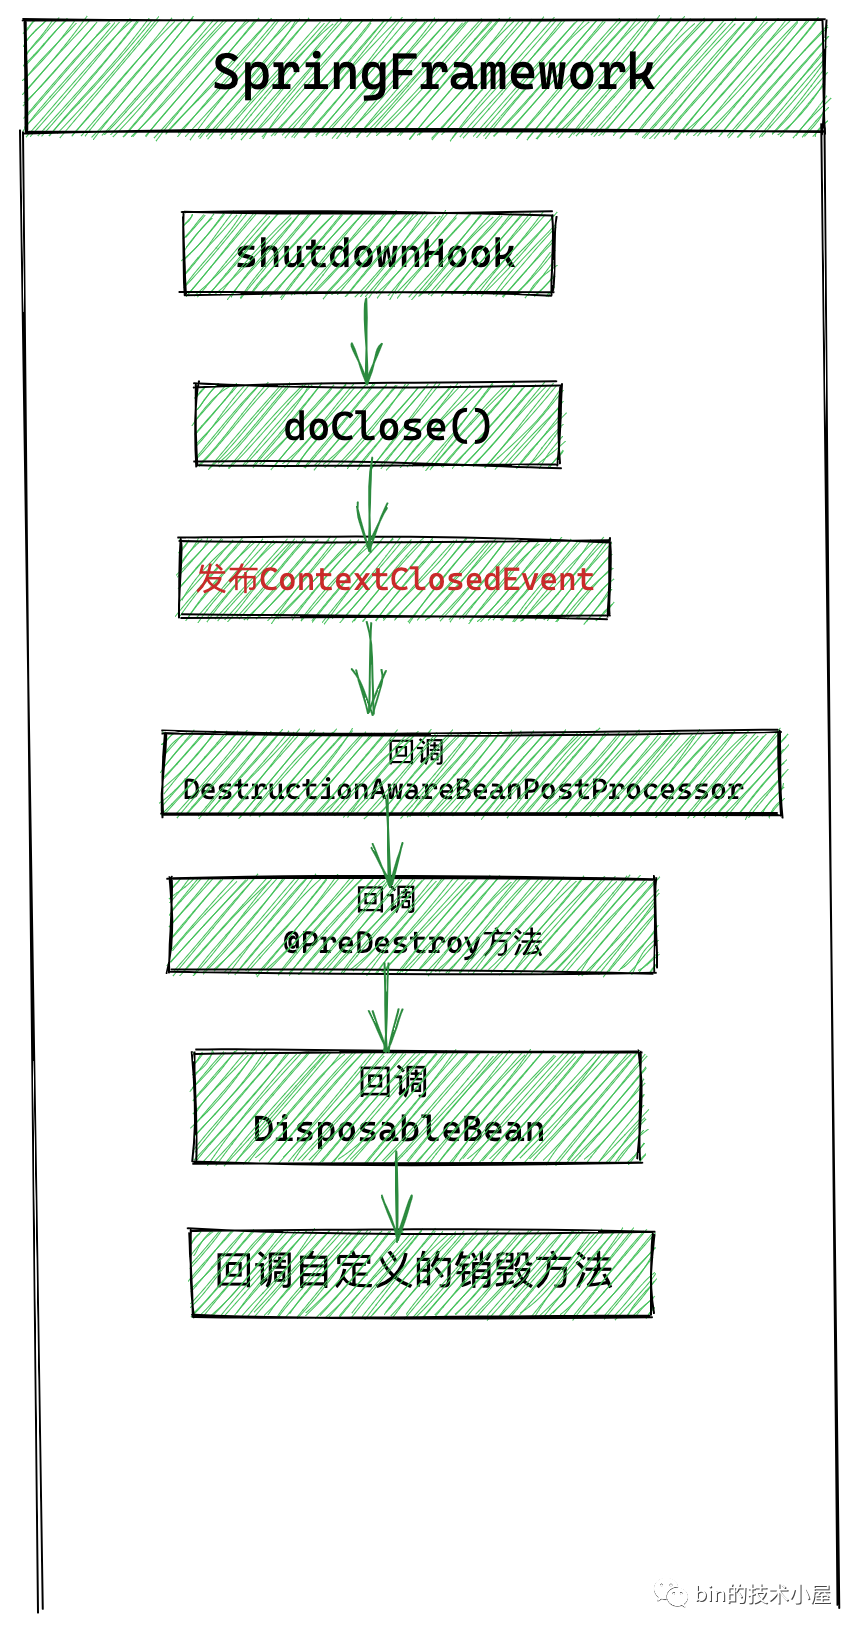 SpringFramework
shutdownHook
doClose()
发布ContextClosedEvent
回调
DestructionAwareBeanPostProcessor
回调
@PreDestroy方法
回调
DisposableBean
回调自定义的销毁方法
bin的技术小屋